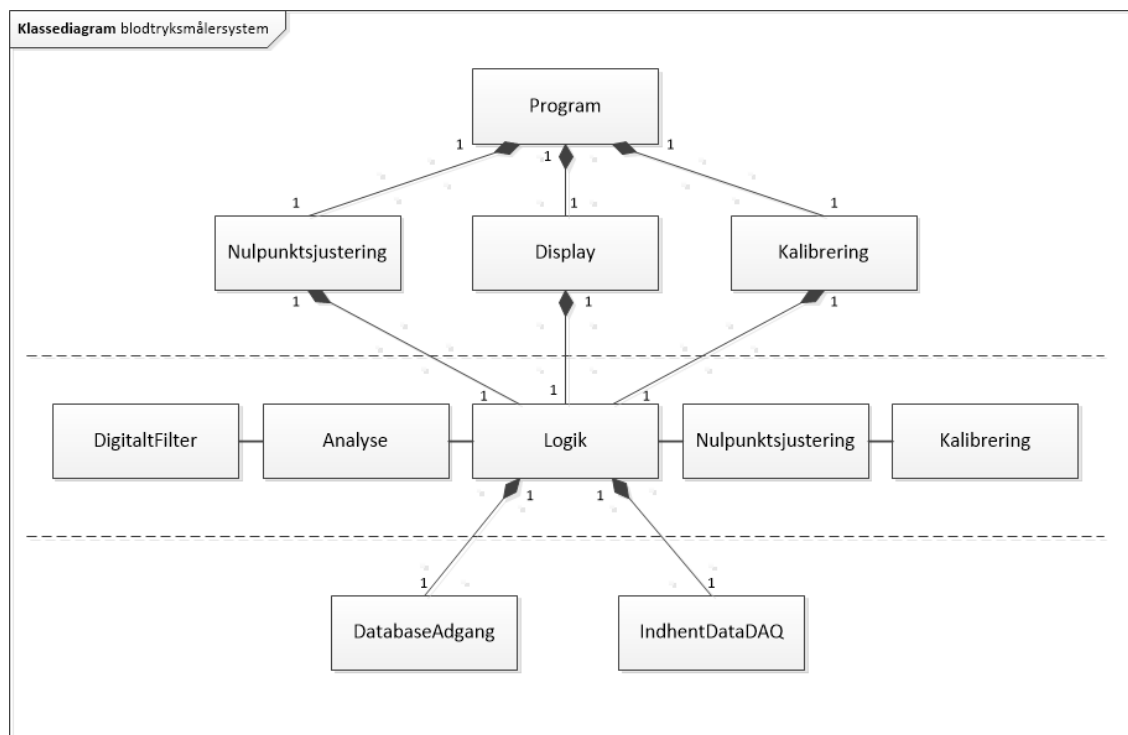 Klassediagram blodtryksmålersystem
Program
1 1 1
1 1 1
Nulpunktsjustering Display Kalibrering
1 1 1
1 1 1
DigitaltFilter Analyse Logik Nulpunktsjustering Kalibrering
1 1
1 1
DatabaseAdgang IndhentDataDAQ